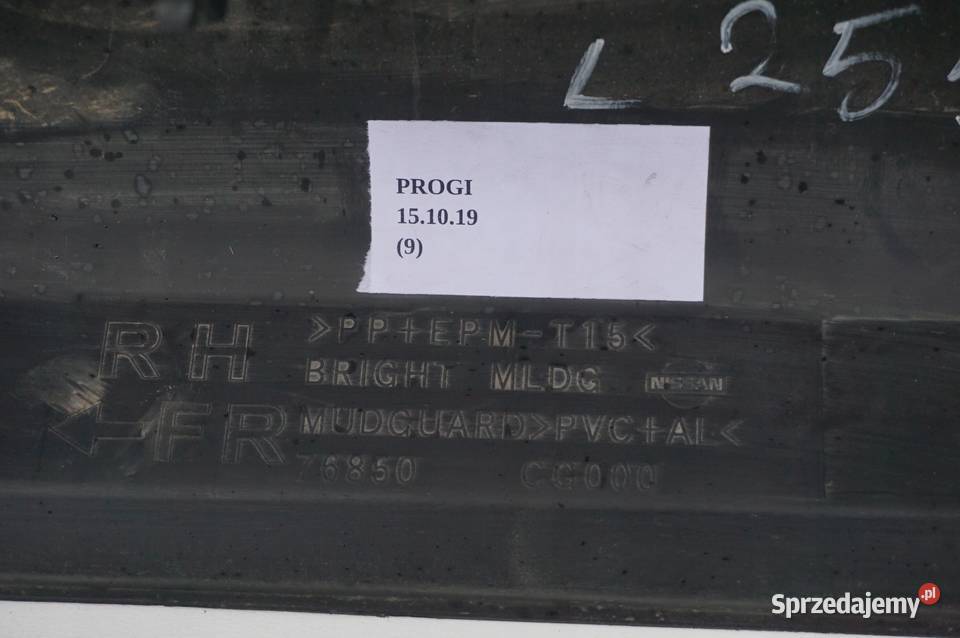 L 25
PROGI
15.10.19
(9)
RH >PP+EPM-T15<
BRIGHT MLDG NISSAN
←FR MUDGUARD>PVC+AL<
76850 CG000
Sprzedajemy.pl